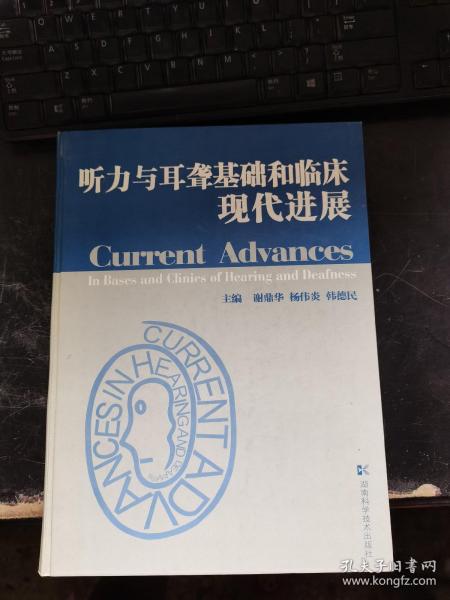 听力与耳聋基础和临床
现代进展
Current Advances
In Bases and Clinics of Hearing and Deafness
主编 谢鼎华 杨伟炎 韩德民
CURRENT ADVANCES IN HEARING AND DEAFNESS
湖南科学技术出版社
孔夫子旧书网
www.kongfz.com